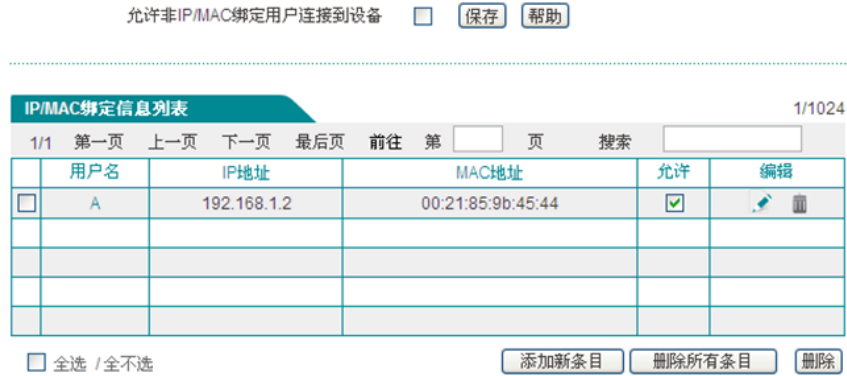 允许非IP/MAC绑定用户连接到设备 保存 帮助
IP/MAC绑定信息列表 1/1024
1/1 第一页 上一页 下一页 最后页 前往 第 页 搜索
用户名 IP地址 MAC地址 允许 编辑
A 192.168.1.2 00:21:85:9b:45:44
全选 / 全不选 添加新条目 删除所有条目 删除